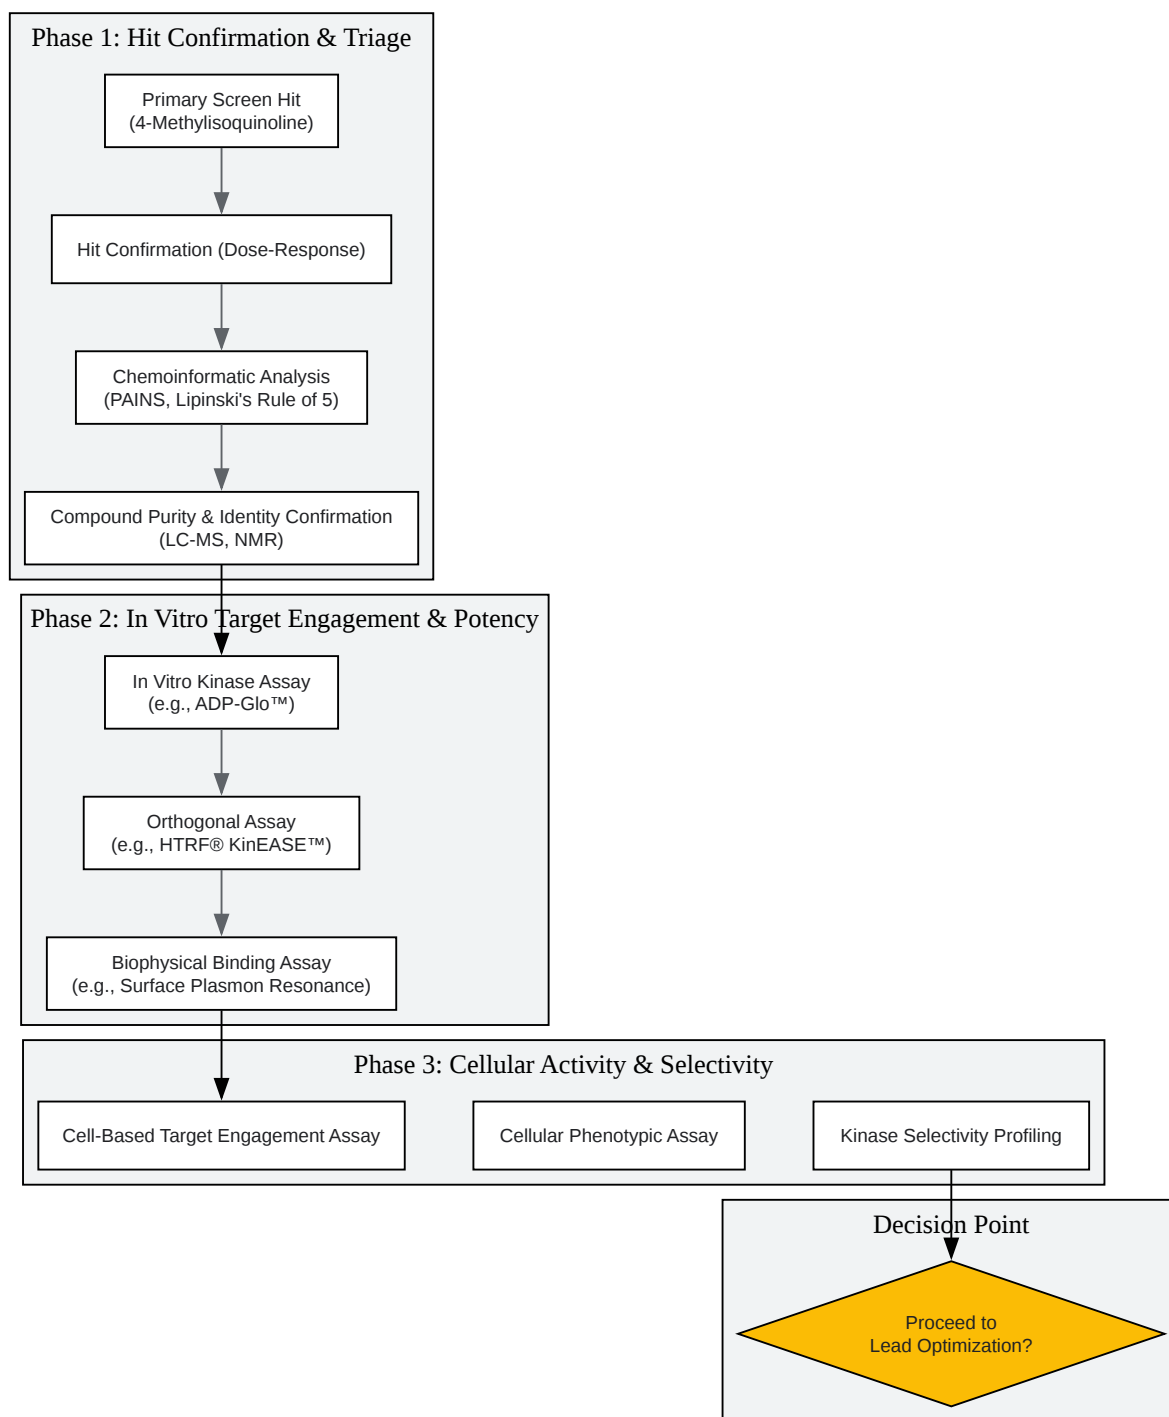 Phase 1: Hit Confirmation & Triage
Primary Screen Hit
(4-Methylisoquinoline)
Hit Confirmation (Dose-Response)
Chemoinformatic Analysis
(PAINS, Lipinski's Rule of 5)
Compound Purity & Identity Confirmation
(LC-MS, NMR)
Phase 2: In Vitro Target Engagement & Potency
In Vitro Kinase Assay
(e.g., ADP-Glo™)
Orthogonal Assay
(e.g., HTRF® KinEASE™)
Biophysical Binding Assay
(e.g., Surface Plasmon Resonance)
Phase 3: Cellular Activity & Selectivity
Cell-Based Target Engagement Assay
Cellular Phenotypic Assay
Kinase Selectivity Profiling
Decision Point
Proceed to
Lead Optimization?